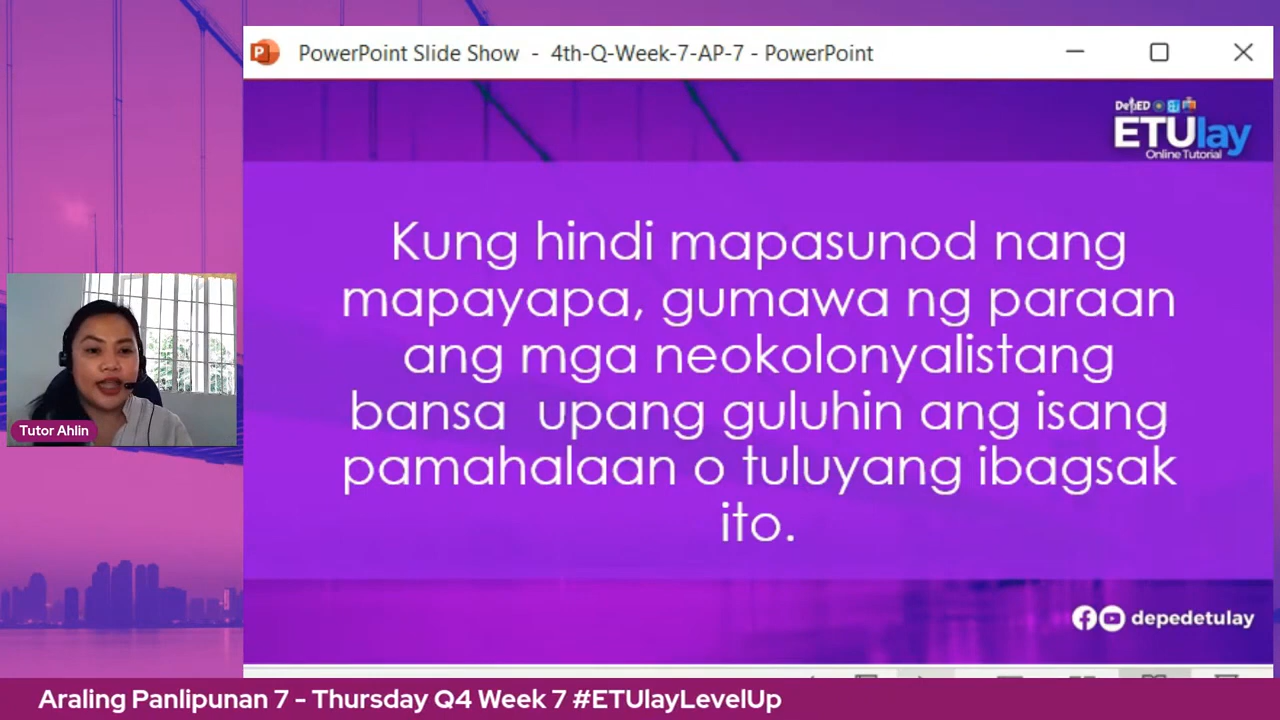 PowerPoint Slide Show - 4th-Q-Week-7-AP-7 - PowerPoint
DepED
ETUlay
Online Tutorial
Kung hindi mapasunod nang
mapayapa, gumawa ng paraan
ang mga neokolonyalistang
bansa upang guluhin ang isang
pamahalaan o tuluyang ibagsak
ito.
Tutor Ahlin
depedetulay
Araling Panlipunan 7 - Thursday Q4 Week 7 #ETUlayLevelUp